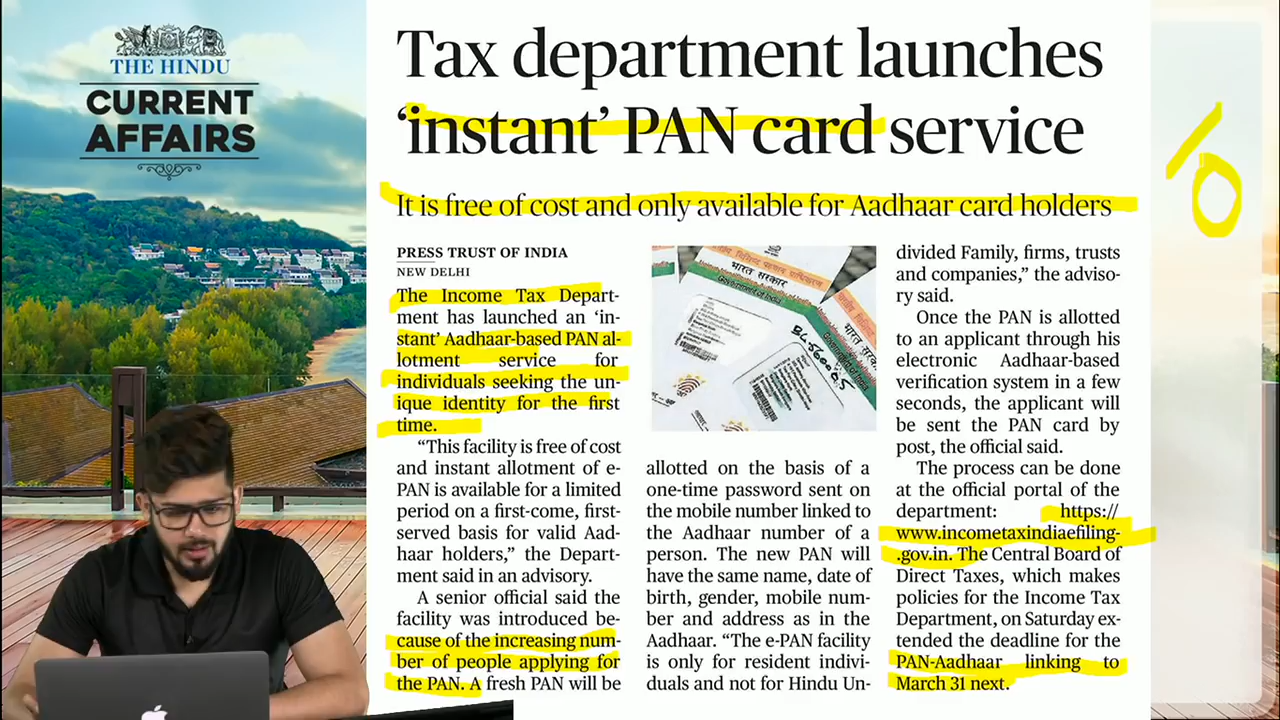 THE HINDU
CURRENT
AFFAIRS
Tax department launches
‘instant’ PAN card service
It is free of cost and only available for Aadhaar card holders
PRESS TRUST OF INDIA
NEW DELHI
The Income Tax Depart-
ment has launched an ‘in-
stant’ Aadhaar-based PAN al-
lotment service for
individuals seeking the un-
ique identity for the first
time.
“This facility is free of cost
and instant allotment of e-
PAN is available for a limited
period on a first-come, first-
served basis for valid Aad-
haar holders,” the Depart-
ment said in an advisory.
A senior official said the
facility was introduced be-
cause of the increasing num-
ber of people applying for
the PAN. A fresh PAN will be
भारत सरकार
Government of India
allotted on the basis of a
one-time password sent on
the mobile number linked to
the Aadhaar number of a
person. The new PAN will
have the same name, date of
birth, gender, mobile num-
ber and address as in the
Aadhaar. “The e-PAN facility
is only for resident indivi-
duals and not for Hindu Un-
divided Family, firms, trusts
and companies,” the adviso-
ry said.
Once the PAN is allotted
to an applicant through his
electronic Aadhaar-based
verification system in a few
seconds, the applicant will
be sent the PAN card by
post, the official said.
The process can be done
at the official portal of the
department: https://
www.incometaxindiaefiling-
.gov.in. The Central Board of
Direct Taxes, which makes
policies for the Income Tax
Department, on Saturday ex-
tended the deadline for the
PAN-Aadhaar linking to
March 31 next.